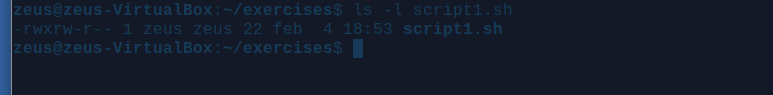 zeus@zeus-VirtualBox:~/exercises$ ls -l script1.sh
-rwxrw-r-- 1 zeus zeus 22 feb  4 18:53 script1.sh
zeus@zeus-VirtualBox:~/exercises$